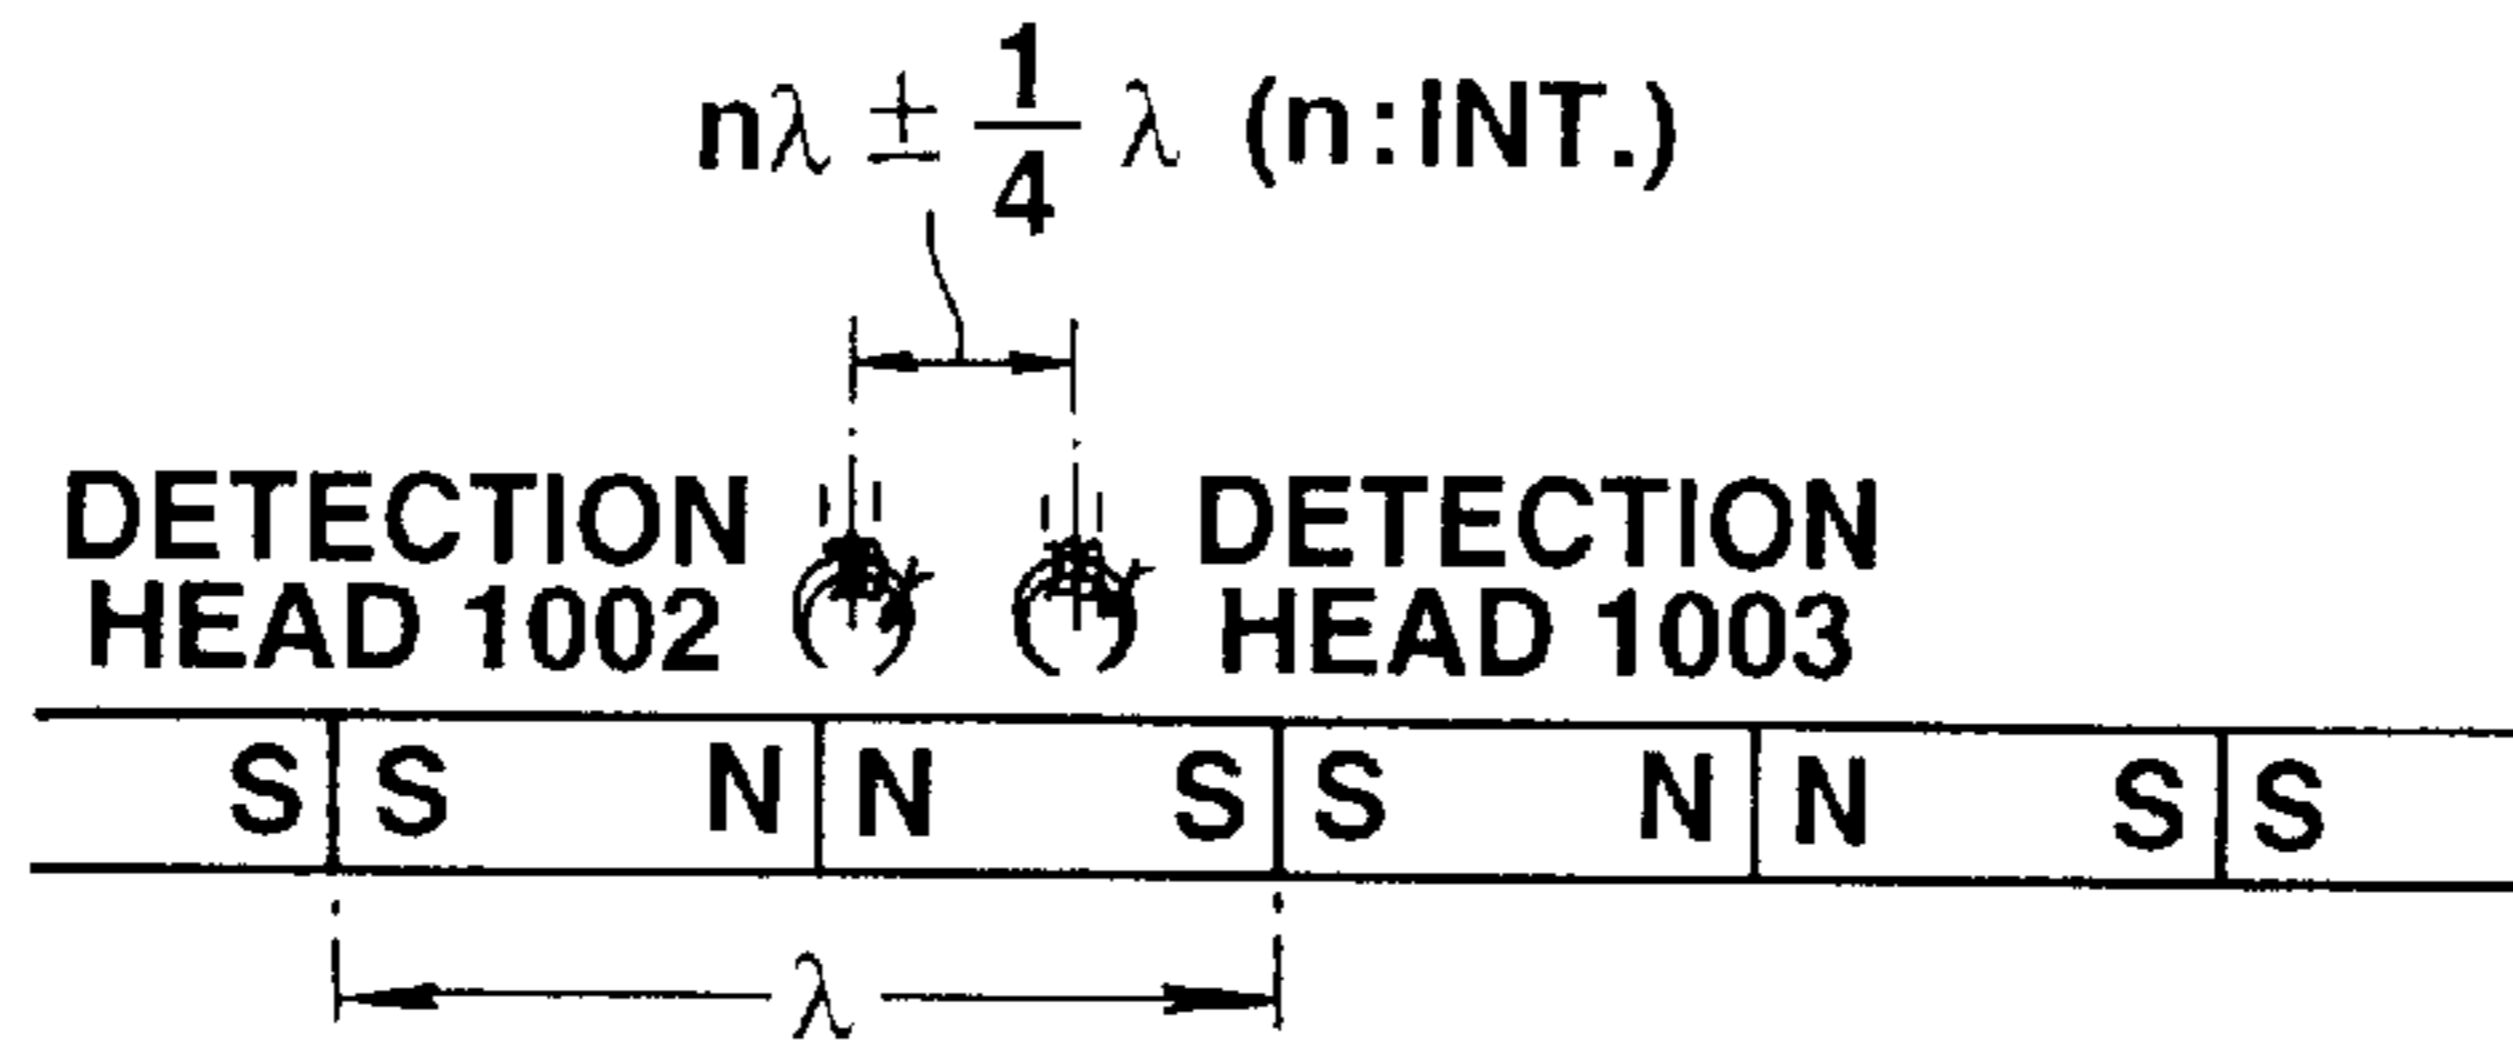 nλ ± 1/4 λ (n:INT.)
DETECTION HEAD 1002
DETECTION HEAD 1003
S S N N S S N N S S
λ